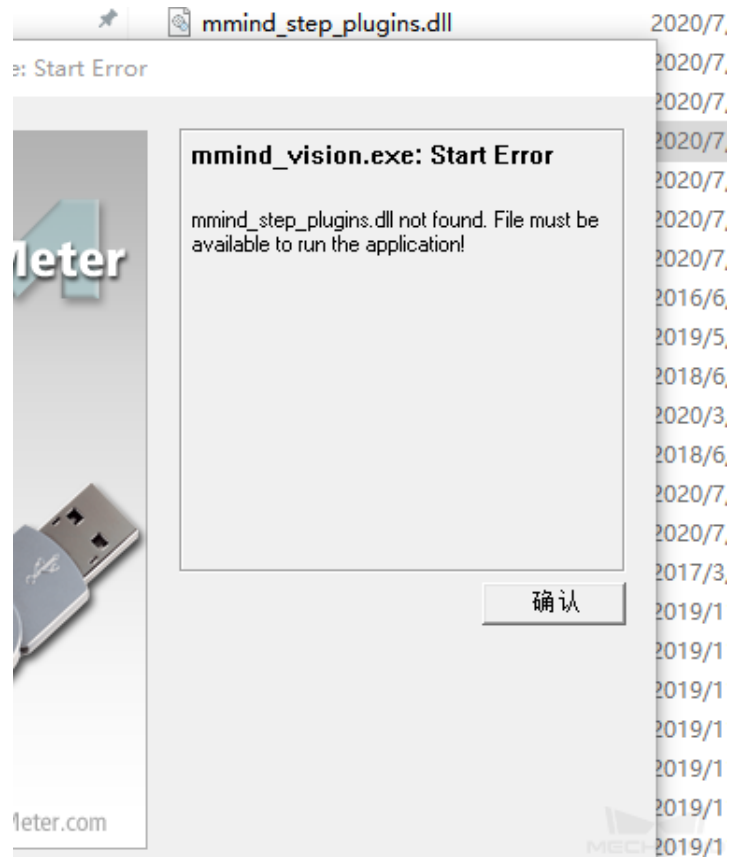 mmind_step_plugins.dll
2020/7/
e: Start Error
2020/7/
2020/7/
2020/7/
2020/7/
2020/7/
2020/7/
2016/6/
2019/5/
2018/6/
2020/3/
2018/6/
2020/7/
2020/7/
2017/3/
2019/1
2019/1
2019/1
2019/1
2019/1
2019/1
2019/1
Meter
mmind_vision.exe: Start Error
mmind_step_plugins.dll not found. File must be
available to run the application!
确认
Meter.com